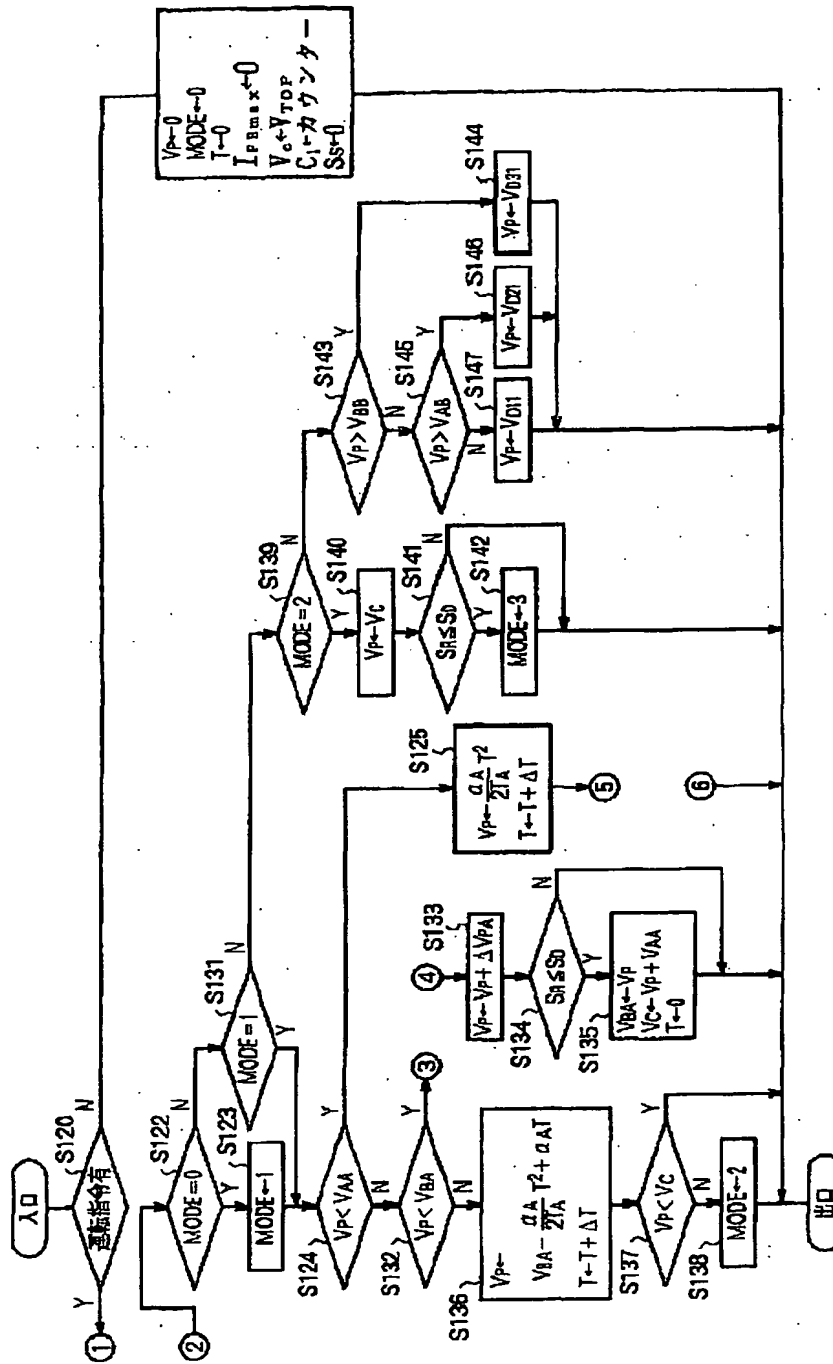 入口
S120
運転指令有
N
Y
①
VP←0
MODE←0
T←0
IPBmax←0
Vc←VTOP
C1←カウンター
Ss←0
②
S122
MODE=0
N
Y
S123
MODE←1
S131
MODE=1
N
Y
S124
VP<VAA
Y
N
S125
VP←αA/2TA T²
T←T+ΔT
⑤
S132
VP<VBA
Y
③
N
④
S133
VP←VP+ΔVPA
S134
SR≦SD
N
Y
S135
VBA←VP
VC←VP+VAA
T←0
⑥
S136
VP←
VBA-αA/2TA T²+αAT
T←T+ΔT
S137
VP<VC
Y
N
S138
MODE←2
S139
MODE=2
N
Y
S140
VP←VC
S141
SR≦SD
N
Y
S142
MODE←3
S143
VP>VBB
Y
N
S144
VP←VD31
S145
VP>VAB
Y
N
S146
VP←VD21
S147
VP←VD11
出口